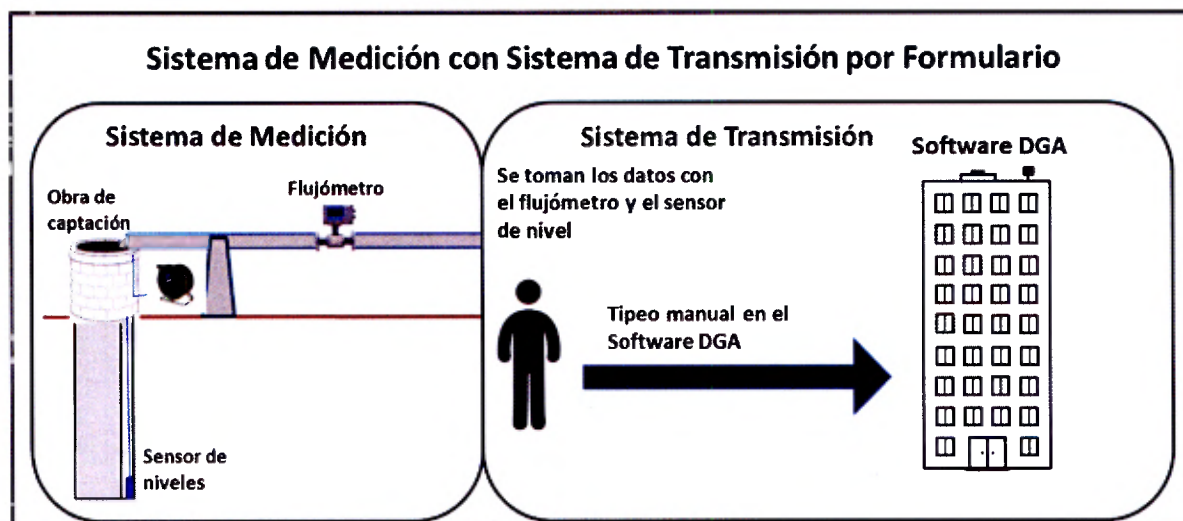 Sistema de Medición con Sistema de Transmisión por Formulario
Sistema de Medición
Obra de
captación
Flujómetro
Sensor de
niveles
Sistema de Transmisión
Se toman los datos con
el flujómetro y el sensor
de nivel
Tipeo manual en el
Software DGA
Software DGA